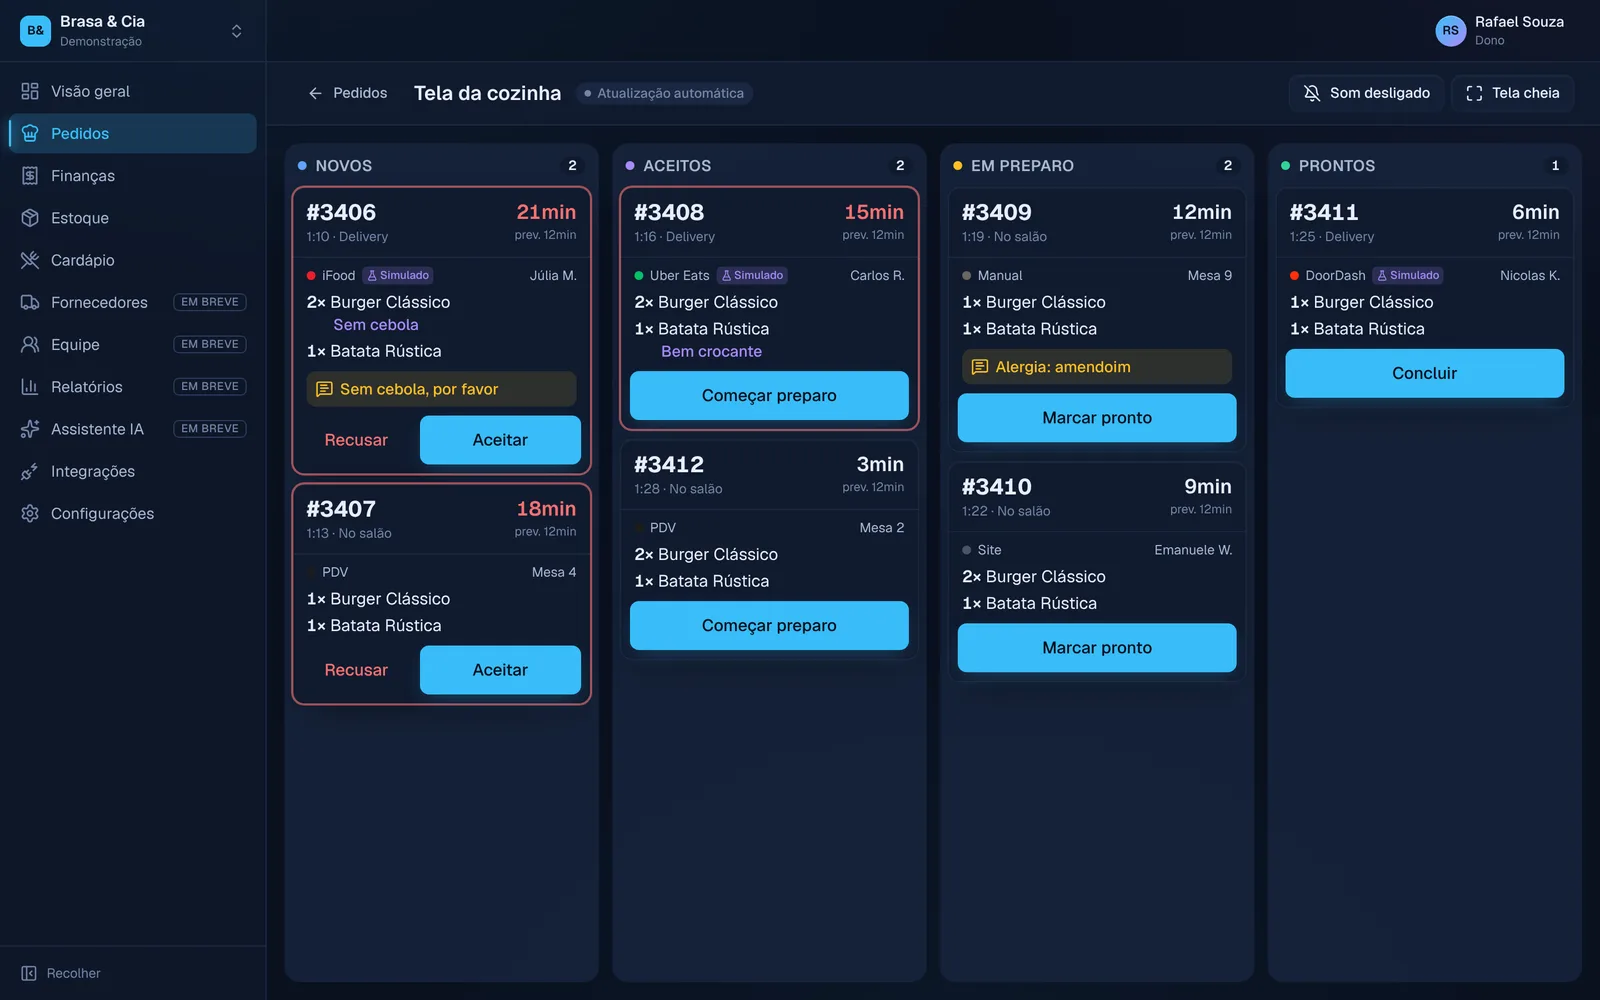 B&
Brasa & Cia
Demonstração
RS
Rafael Souza
Dono
Visão geral
Pedidos
Finanças
Estoque
Cardápio
Fornecedores EM BREVE
Equipe EM BREVE
Relatórios EM BREVE
Assistente IA EM BREVE
Integrações
Configurações
Recolher
Pedidos
Tela da cozinha
Atualização automática
Som desligado
Tela cheia
NOVOS 2
#3406 21min
1:10 · Delivery prev. 12min
iFood Simulado Júlia M.
2× Burger Clássico
Sem cebola
1× Batata Rústica
Sem cebola, por favor
Recusar Aceitar
#3407 18min
1:13 · No salão prev. 12min
PDV Mesa 4
1× Burger Clássico
1× Batata Rústica
Recusar Aceitar
ACEITOS 2
#3408 15min
1:16 · Delivery prev. 12min
Uber Eats Simulado Carlos R.
2× Burger Clássico
1× Batata Rústica
Bem crocante
Começar preparo
#3412 3min
1:28 · No salão prev. 12min
PDV Mesa 2
2× Burger Clássico
1× Batata Rústica
Começar preparo
EM PREPARO 2
#3409 12min
1:19 · No salão prev. 12min
Manual Mesa 9
1× Burger Clássico
1× Batata Rústica
Alergia: amendoim
Marcar pronto
#3410 9min
1:22 · No salão prev. 12min
Site Emanuele W.
2× Burger Clássico
1× Batata Rústica
Marcar pronto
PRONTOS 1
#3411 6min
1:25 · Delivery prev. 12min
DoorDash Simulado Nicolas K.
1× Burger Clássico
1× Batata Rústica
Concluir